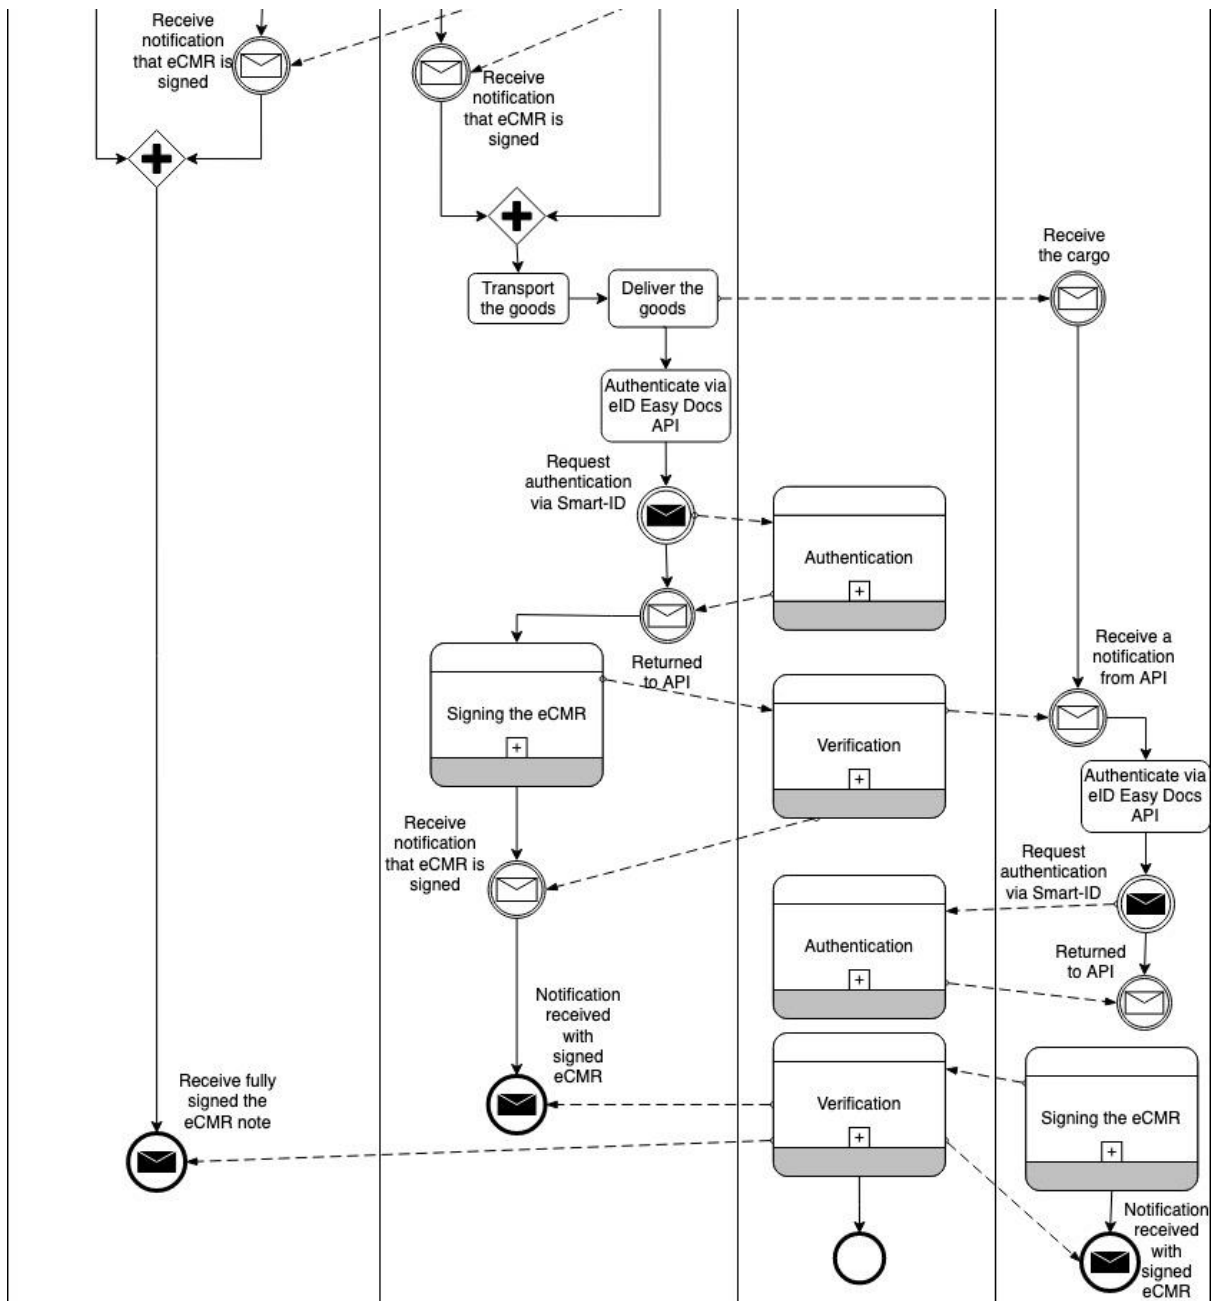 Receive
notification
that eCMR is
signed
Receive
notification
that eCMR is
signed
Receive
the cargo
Transport
the goods
Deliver the
goods
Authenticate via
eID Easy Docs
API
Request
authentication
via Smart-ID
Authentication
Returned
to API
Receive a
notification
from API
Signing the eCMR
Verification
Authenticate via
eID Easy Docs
API
Receive
notification
that eCMR is
signed
Request
authentication
via Smart-ID
Authentication
Returned
to API
Notification
received
with
signed
eCMR
Receive fully
signed the
eCMR note
Verification
Signing the eCMR
Notification
received
with
signed
eCMR